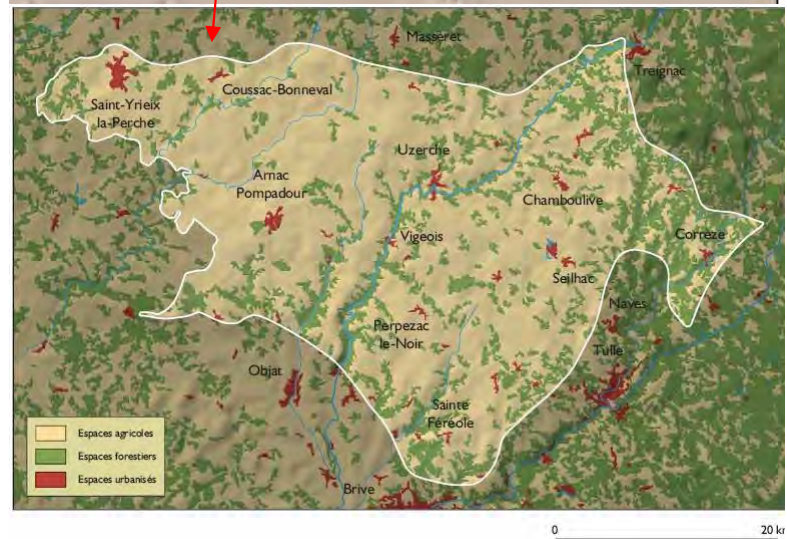 Masseret
Treignac
Coussac-Bonneval
Saint-Yrieix
la-Perche
Uzerche
Arnac
Pompadour
Chamboulive
Vigeois
Corrèze
Seilhac
Naves
Perpezac
le-Noir
Tulle
Objat
Sainte
Féréole
Espaces agricoles
Espaces forestiers
Espaces urbanisés
Brive
0 20 km